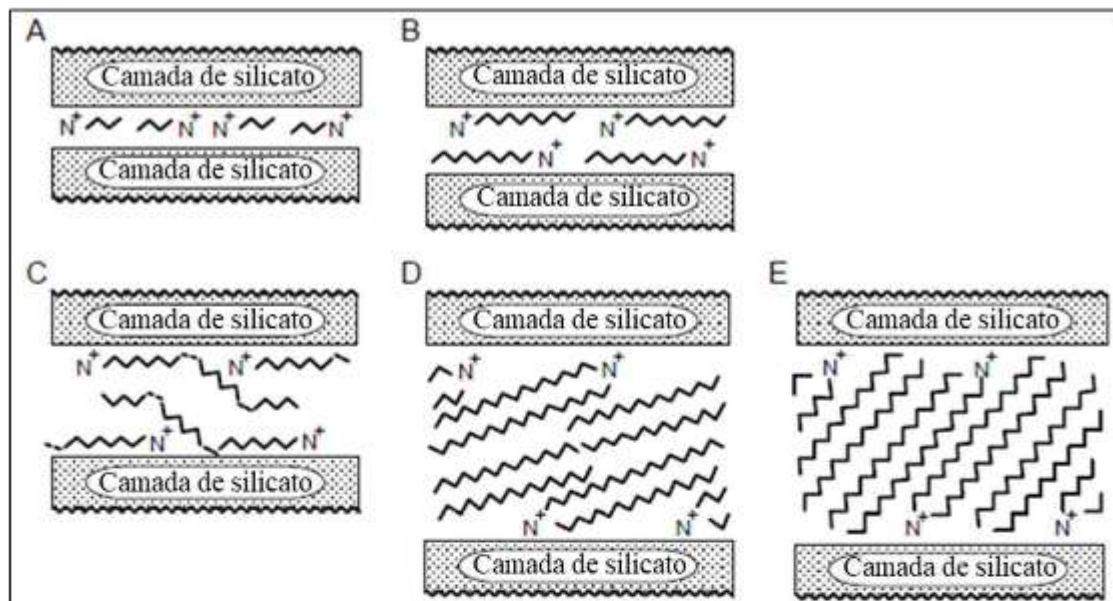 A
B
Camada de silicato
Camada de silicato
N+ N+ N+ N+
N+ N+
N+ N+
Camada de silicato
Camada de silicato
C
D
E
Camada de silicato
Camada de silicato
Camada de silicato
N+ N+
N+ N+
N+ N+
N+ N+
N+ N+
N+ N+
Camada de silicato
Camada de silicato
Camada de silicato